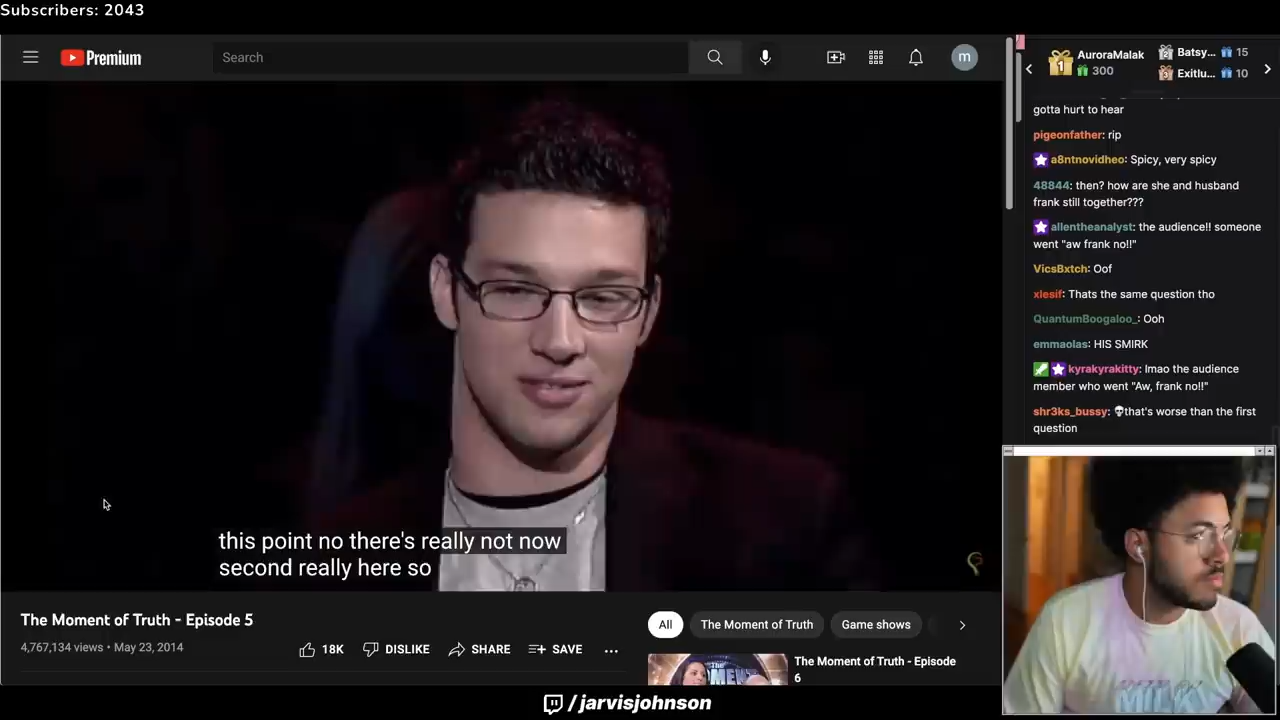 Subscribers: 2043
Premium
Search
m
AuroraMalak
300
Batsy... 15
Exitlu... 10
gotta hurt to hear
pigeonfather: rip
a8ntnovidheo: Spicy, very spicy
48844: then? how are she and husband
frank still together???
allentheanalyst: the audience!! someone
went "aw frank no!!"
VicsBxtch: Oof
xlesif: Thats the same question tho
QuantumBoogaloo_: Ooh
emmaolas: HIS SMIRK
kyrakyrakitty: lmao the audience
member who went "Aw, frank no!!"
shr3ks_bussy: 💀that's worse than the first
question
this point no there's really not now
second really here so
The Moment of Truth - Episode 5
4,767,134 views • May 23, 2014
18K
DISLIKE
SHARE
SAVE
...
All
The Moment of Truth
Game shows
The Moment of Truth - Episode
6
/jarvisjohnson